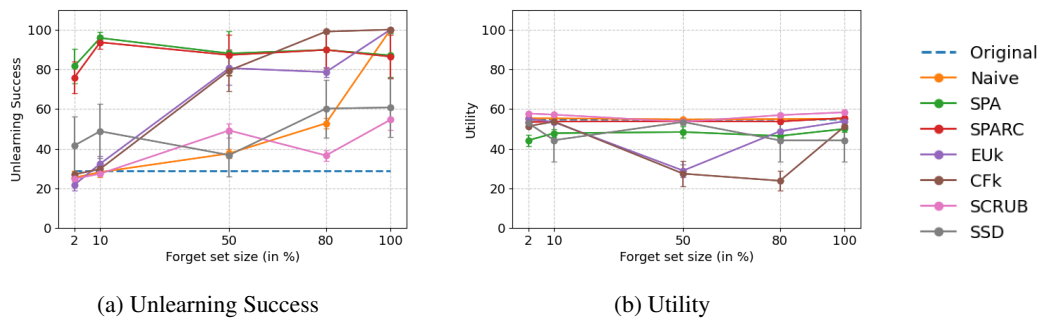 100
80
60
40
20
0
Unlearning Success
2 10 50 80 100
Forget set size (in %)
(a) Unlearning Success
100
80
60
40
20
0
Utility
2 10 50 80 100
Forget set size (in %)
(b) Utility
Original
Naive
SPA
SPARC
EUk
CFk
SCRUB
SSD